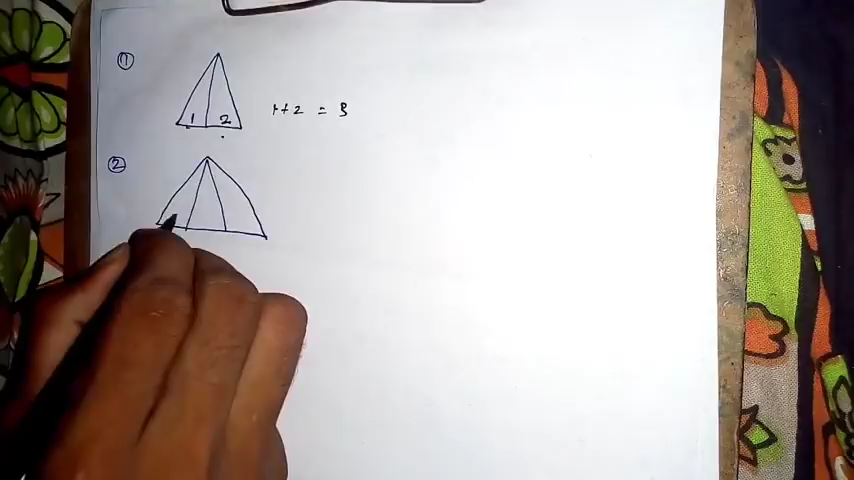 ①
1 2 1+2 = 3
②